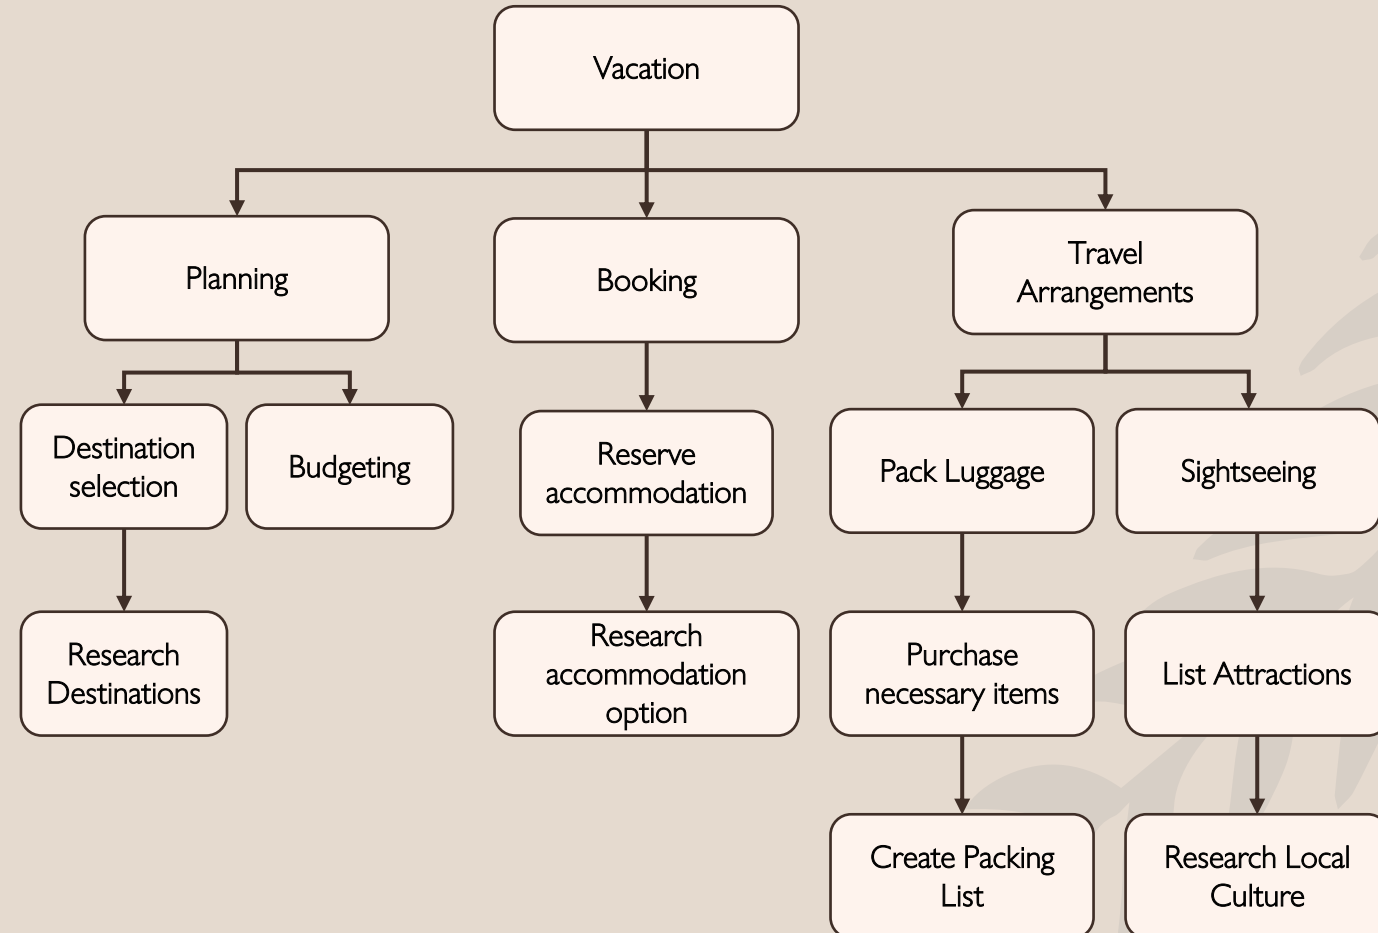 Vacation
Planning
Booking
Travel
Arrangements
Destination
selection
Budgeting
Reserve
accommodation
Pack Luggage
Sightseeing
Research
Destinations
Research
accommodation
option
Purchase
necessary items
List Attractions
Create Packing
List
Research Local
Culture